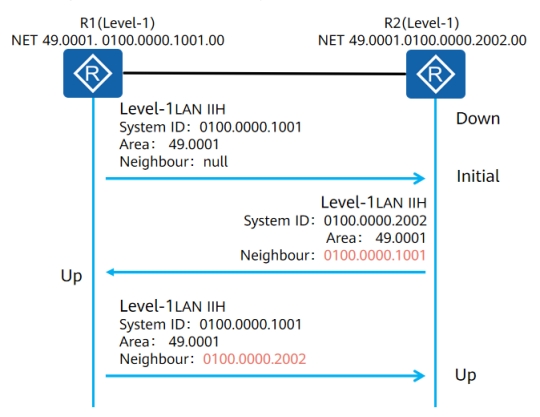 R1(Level-1)
NET 49.0001. 0100.0000.1001.00
R2(Level-1)
NET 49.0001.0100.0000.2002.00
R
R
Level-1LAN IIH
System ID：0100.0000.1001
Area： 49.0001
Neighbour：null
Down
Initial
Level-1LAN IIH
System ID：0100.0000.2002
Area： 49.0001
Neighbour：0100.0000.1001
Up
Level-1LAN IIH
System ID：0100.0000.1001
Area： 49.0001
Neighbour：0100.0000.2002
Up